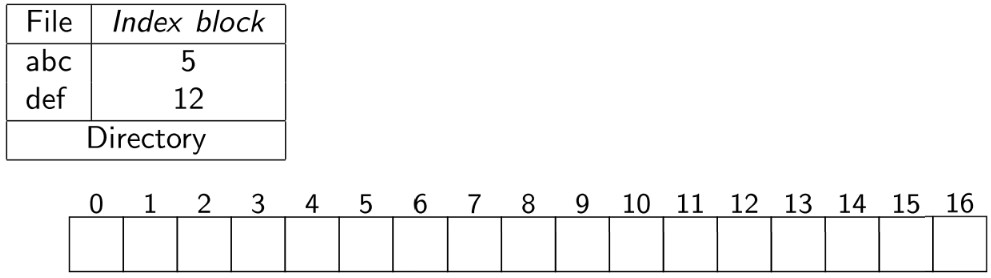 File Index block
abc 5
def 12
Directory
0 1 2 3 4 5 6 7 8 9 10 11 12 13 14 15 16